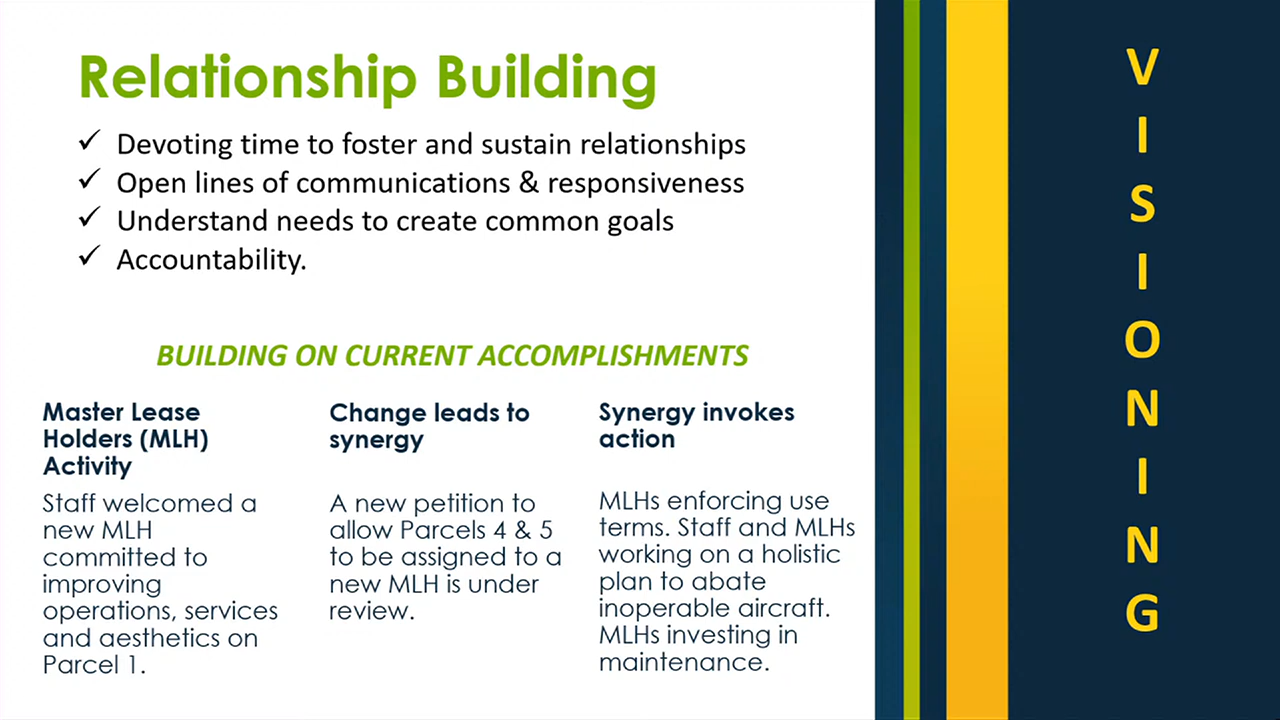 Relationship Building
✓ Devoting time to foster and sustain relationships
✓ Open lines of communications & responsiveness
✓ Understand needs to create common goals
✓ Accountability.
BUILDING ON CURRENT ACCOMPLISHMENTS
Master Lease
Holders (MLH)
Activity
Staff welcomed a
new MLH
committed to
improving
operations, services
and aesthetics on
Parcel 1.
Change leads to
synergy
A new petition to
allow Parcels 4 & 5
to be assigned to a
new MLH is under
review.
Synergy invokes
action
MLHs enforcing use
terms. Staff and MLHs
working on a holistic
plan to abate
inoperable aircraft.
MLHs investing in
maintenance.
V
I
S
I
O
N
I
N
G